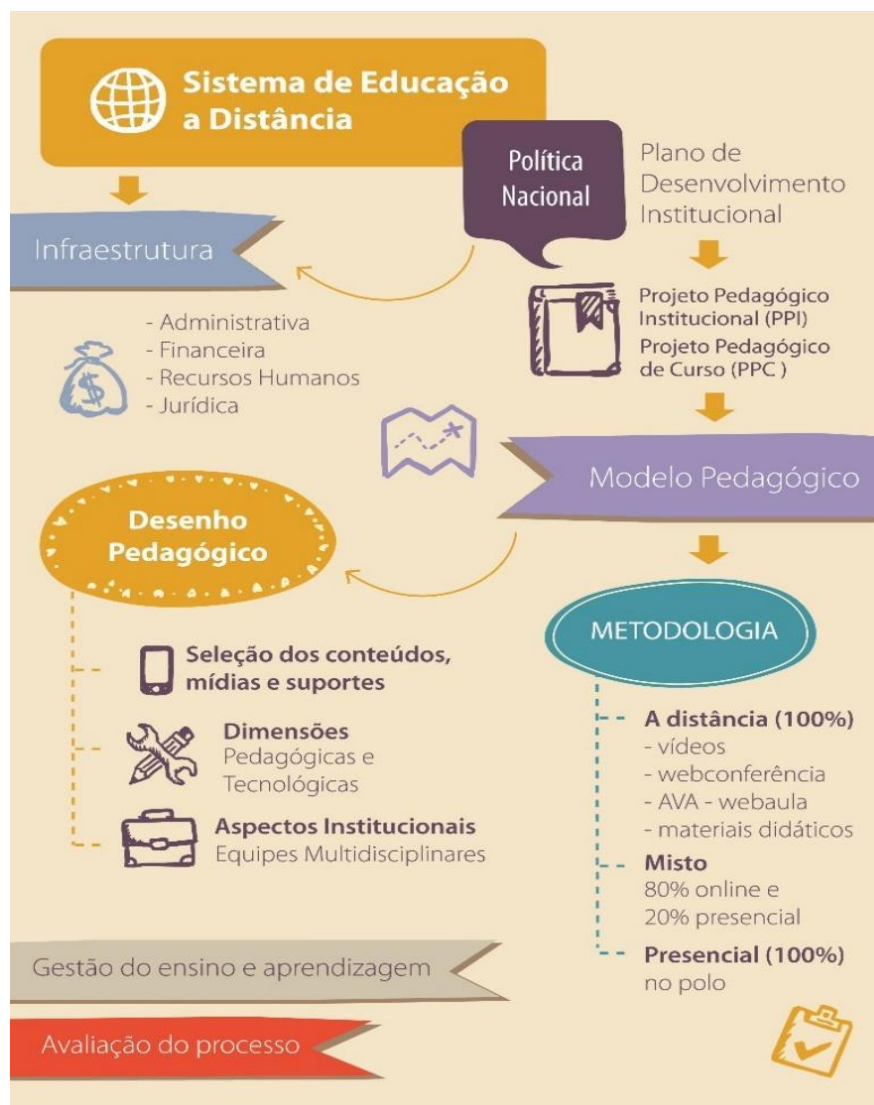 Sistema de Educação
a Distância
Política
Nacional
Plano de
Desenvolvimento
Institucional
Infraestrutura
- Administrativa
- Financeira
- Recursos Humanos
- Jurídica
$
Projeto Pedagógico
Institucional (PPI)
Projeto Pedagógico
de Curso (PPC )
Modelo Pedagógico
Desenho
Pedagógico
Seleção dos conteúdos,
mídias e suportes
Dimensões
Pedagógicas e
Tecnológicas
Aspectos Institucionais
Equipes Multidisciplinares
METODOLOGIA
A distância (100%)
- vídeos
- webconferência
- AVA - webaula
- materiais didáticos
Misto
80% online e
20% presencial
Presencial (100%)
no polo
Gestão do ensino e aprendizagem
Avaliação do processo